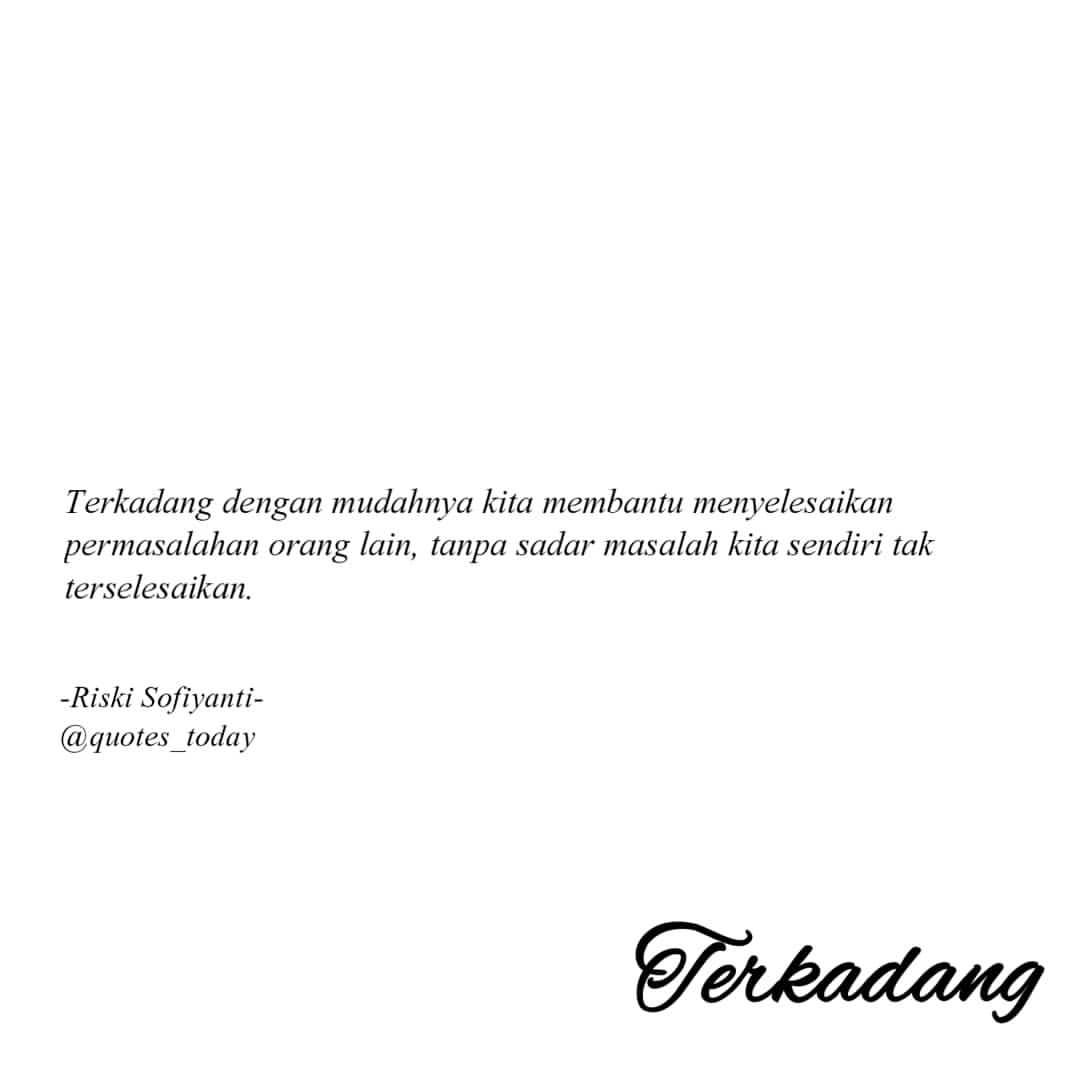 Terkadang dengan mudahnya kita membantu menyelesaikan
permasalahan orang lain, tanpa sadar masalah kita sendiri tak
terselesaikan.
-Riski Sofiyanti-
@quotes_today
Terkadang